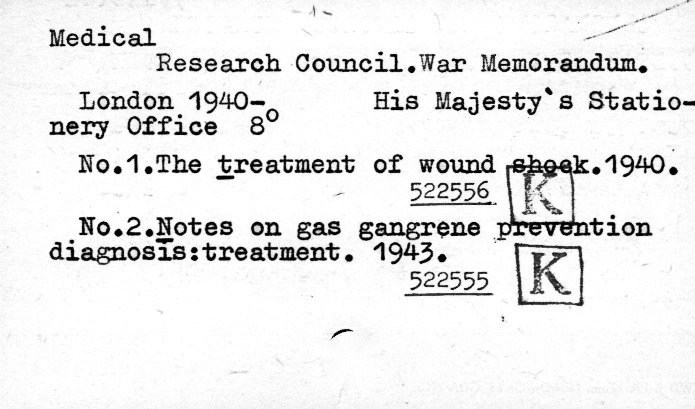 Medical
Research Council.War Memorandum.
London 1940- His Majesty`s Statio-
nery Office 8⁰
No.1.The treatment of wound shock.1940.
522556 K
No.2.Notes on gas gangrene prevention
diagnosis:treatment. 1943.
522555 K